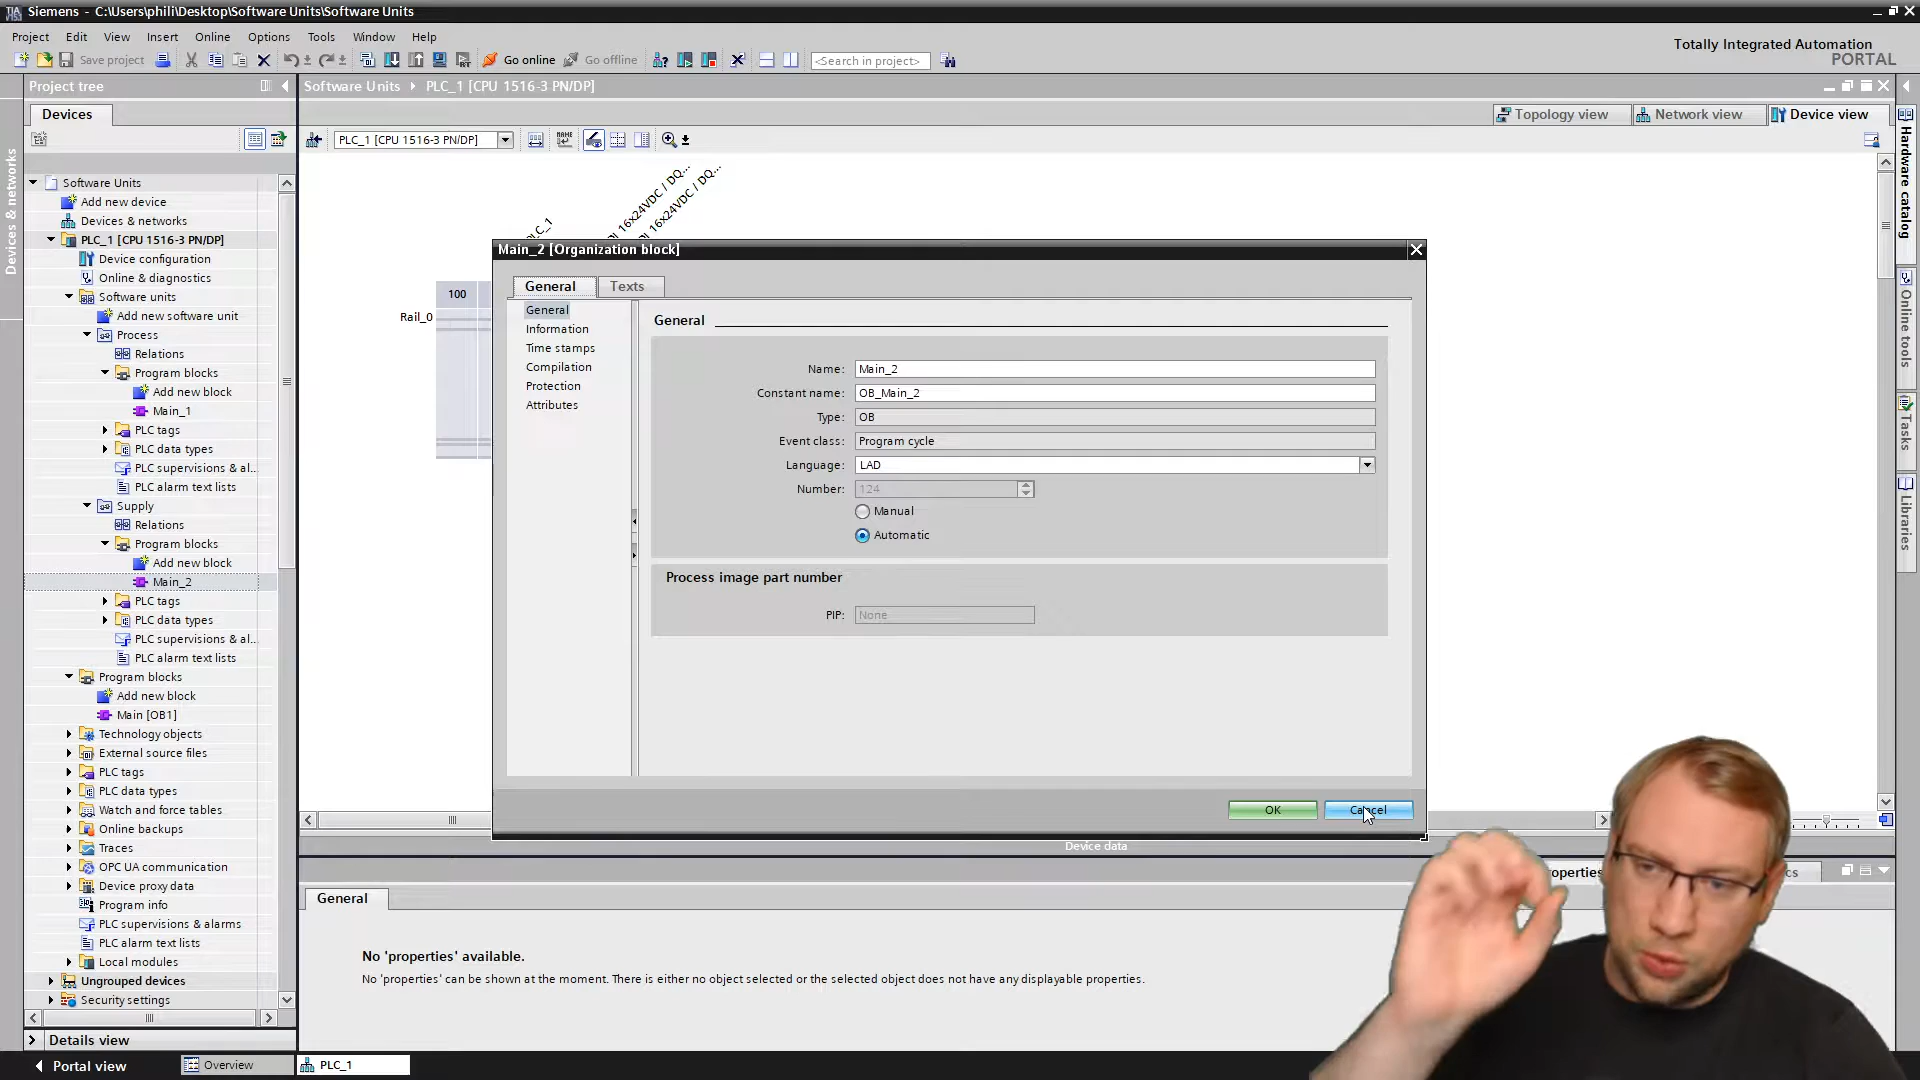 Siemens - C:\Users\phili\Desktop\Software Units\Software Units
Project Edit View Insert Online Options Tools Window Help
Totally Integrated Automation
PORTAL
Save project
Go online
Go offline
<Search in project>
Project tree
Software Units
PLC_1 [CPU 1516-3 PN/DP]
Devices
Topology view
Network view
Device view
PLC_1 [CPU 1516-3 PN/DP]
Devices & networks
Software Units
Add new device
Devices & networks
PLC_1 [CPU 1516-3 PN/DP]
Device configuration
Online & diagnostics
Software units
Add new software unit
Process
Relations
Program blocks
Add new block
Main_1
PLC tags
PLC data types
PLC supervisions & al...
PLC alarm text lists
Supply
Relations
Program blocks
Add new block
Main_2
PLC tags
PLC data types
PLC supervisions & al...
PLC alarm text lists
Program blocks
Add new block
Main [OB1]
Technology objects
External source files
PLC tags
PLC data types
Watch and force tables
Online backups
Traces
OPC UA communication
Device proxy data
Program info
PLC supervisions & alarms
PLC alarm text lists
Local modules
Ungrouped devices
Security settings
Details view
16x24VDC / DQ...
16x24VDC / DQ...
100
Rail_0
Main_2 [Organization block]
General
Texts
General
Information
Time stamps
Compilation
Protection
Attributes
General
Name: Main_2
Constant name: OB_Main_2
Type: OB
Event class: Program cycle
Language: LAD
Number: 124
Manual
Automatic
Process image part number
PIP: None
OK
Cancel
Device data
General
No 'properties' available.
No 'properties' can be shown at the moment. There is either no object selected or the selected object does not have any displayable properties.
Hardware catalog
Online tools
Tasks
Libraries
Portal view
Overview
PLC_1